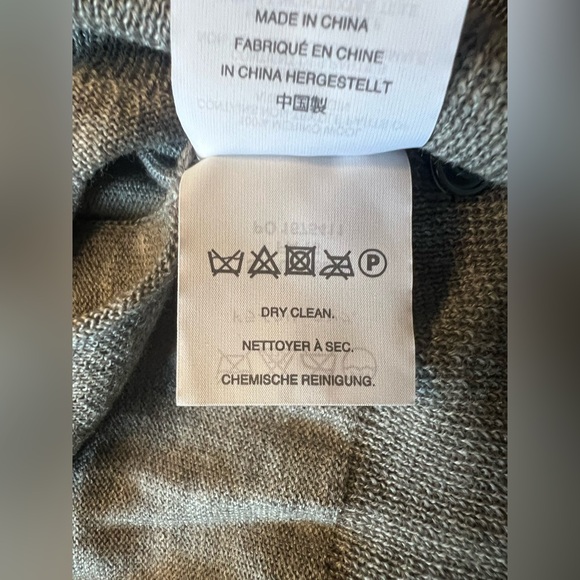 MADE IN CHINA
FABRIQUÉ EN CHINE
IN CHINA HERGESTELLT
中国製
P
DRY CLEAN.
NETTOYER À SEC.
CHEMISCHE REINIGUNG.